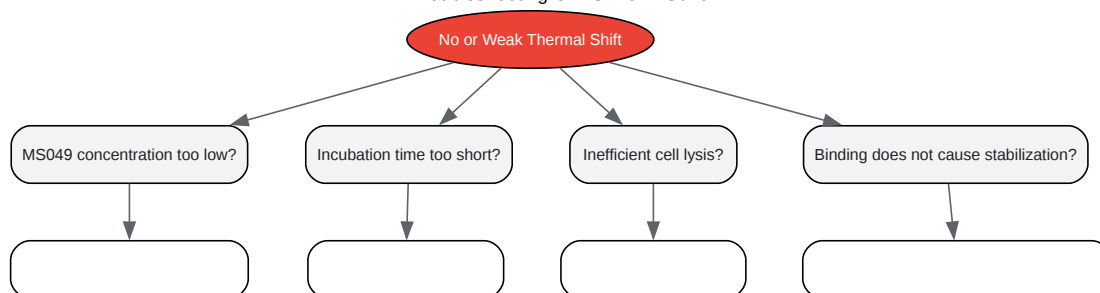 No or Weak Thermal Shift
MS049 concentration too low?
Incubation time too short?
Inefficient cell lysis?
Binding does not cause stabilization?